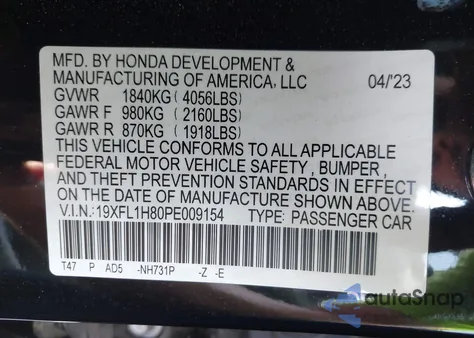 MFD. BY HONDA DEVELOPMENT &
MANUFACTURING OF AMERICA, LLC 04/'23
GVWR 1840KG (4056LBS)
GAWR F 980KG (2160LBS)
GAWR R 870KG (1918LBS)
THIS VEHICLE CONFORMS TO ALL APPLICABLE
FEDERAL MOTOR VEHICLE SAFETY, BUMPER,
AND THEFT PREVENTION STANDARDS IN EFFECT
ON THE DATE OF MANUFACTURE SHOWN ABOVE.
V.I.N.: 19XFL1H80PE009154 TYPE: PASSENGER CAR
T47 P AD5 -NH731P -Z -E
autoSnap